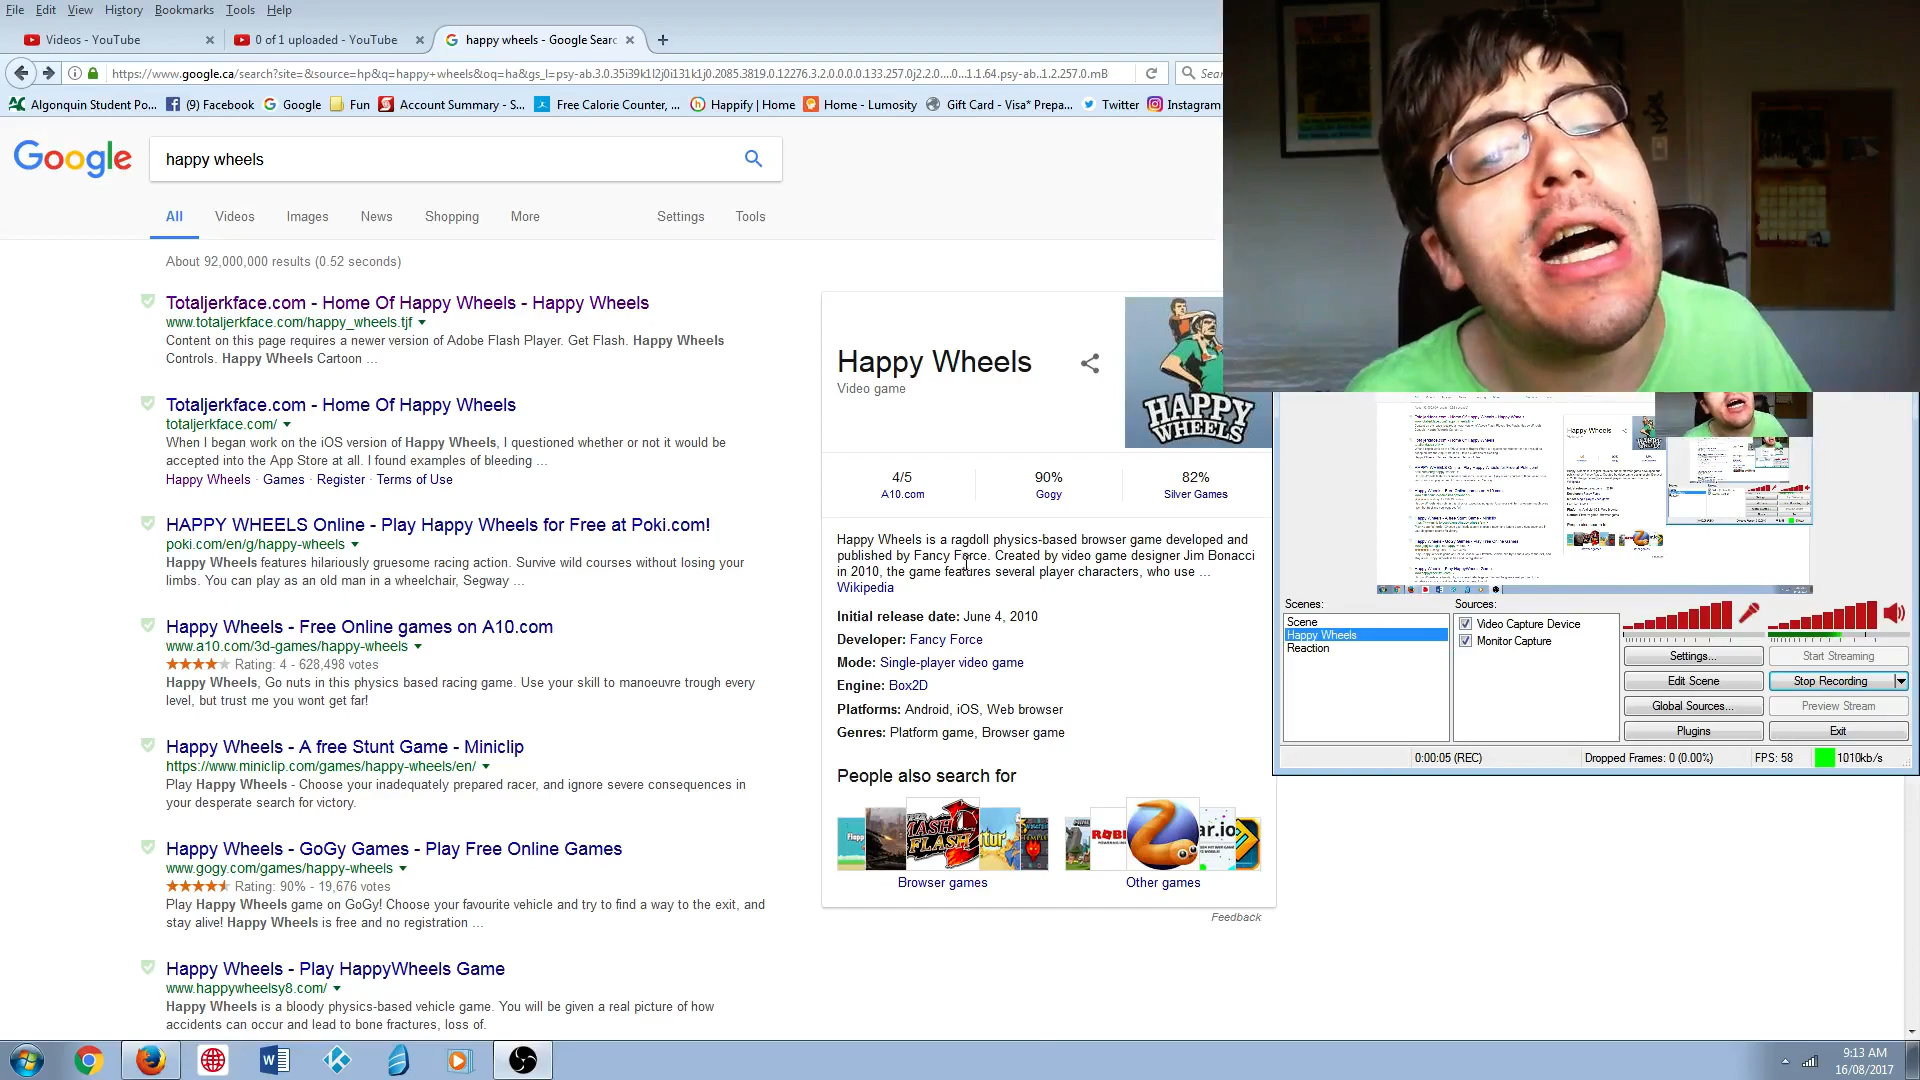 File Edit View History Bookmarks Tools Help
Videos - YouTube
0 of 1 uploaded - YouTube
happy wheels - Google Searc
https://www.google.ca/search?site=&source=hp&q=happy+wheels&oq=ha&gs_l=psy-ab.3.0.35i39k1l2j0i131k1j0.2085.3819.0.12276.3.2.0.0.0.0.133.257.0j2.2.0....0...1.1.64.psy-ab..1.2.257.0.mB
Sear
Algonquin Student Po... (9) Facebook Google Fun Account Summary - S... Free Calorie Counter, ... Happify | Home Home - Lumosity Gift Card - Visa* Prepa... Twitter Instagram
Google
happy wheels
All Videos Images News Shopping More Settings Tools
About 92,000,000 results (0.52 seconds)
Totaljerkface.com - Home Of Happy Wheels - Happy Wheels
www.totaljerkface.com/happy_wheels.tjf
Content on this page requires a newer version of Adobe Flash Player. Get Flash. Happy Wheels
Controls. Happy Wheels Cartoon ...
Totaljerkface.com - Home Of Happy Wheels
totaljerkface.com/
When I began work on the iOS version of Happy Wheels, I questioned whether or not it would be
accepted into the App Store at all. I found examples of bleeding ...
Happy Wheels · Games · Register · Terms of Use
HAPPY WHEELS Online - Play Happy Wheels for Free at Poki.com!
poki.com/en/g/happy-wheels
Happy Wheels features hilariously gruesome racing action. Survive wild courses without losing your
limbs. You can play as an old man in a wheelchair, Segway ...
Happy Wheels - Free Online games on A10.com
www.a10.com/3d-games/happy-wheels
Rating: 4 - 628,498 votes
Happy Wheels, Go nuts in this physics based racing game. Use your skill to manoeuvre trough every
level, but trust me you wont get far!
Happy Wheels - A free Stunt Game - Miniclip
https://www.miniclip.com/games/happy-wheels/en/
Play Happy Wheels - Choose your inadequately prepared racer, and ignore severe consequences in
your desperate search for victory.
Happy Wheels - GoGy Games - Play Free Online Games
www.gogy.com/games/happy-wheels
Rating: 90% - 19,676 votes
Play Happy Wheels game on GoGy! Choose your favourite vehicle and try to find a way to the exit, and
stay alive! Happy Wheels is free and no registration ...
Happy Wheels - Play HappyWheels Game
www.happywheelsy8.com/
Happy Wheels is a bloody physics-based vehicle game. You will be given a real picture of how
accidents can occur and lead to bone fractures, loss of.
Happy Wheels
Video game
HAPPY
WHEELS
4/5 90% 82%
A10.com Gogy Silver Games
Happy Wheels is a ragdoll physics-based browser game developed and
published by Fancy Force. Created by video game designer Jim Bonacci
in 2010, the game features several player characters, who use ...
Wikipedia
Initial release date: June 4, 2010
Developer: Fancy Force
Mode: Single-player video game
Engine: Box2D
Platforms: Android, iOS, Web browser
Genres: Platform game, Browser game
People also search for
Browser games Other games
Feedback
Scenes: Sources:
Scene
Happy Wheels
Reaction
Video Capture Device
Monitor Capture
Settings... Start Streaming
Edit Scene Stop Recording
Global Sources... Preview Stream
Plugins Exit
0:00:05 (REC) Dropped Frames: 0 (0.00%) FPS: 58 1010kb/s
9:13 AM
16/08/2017